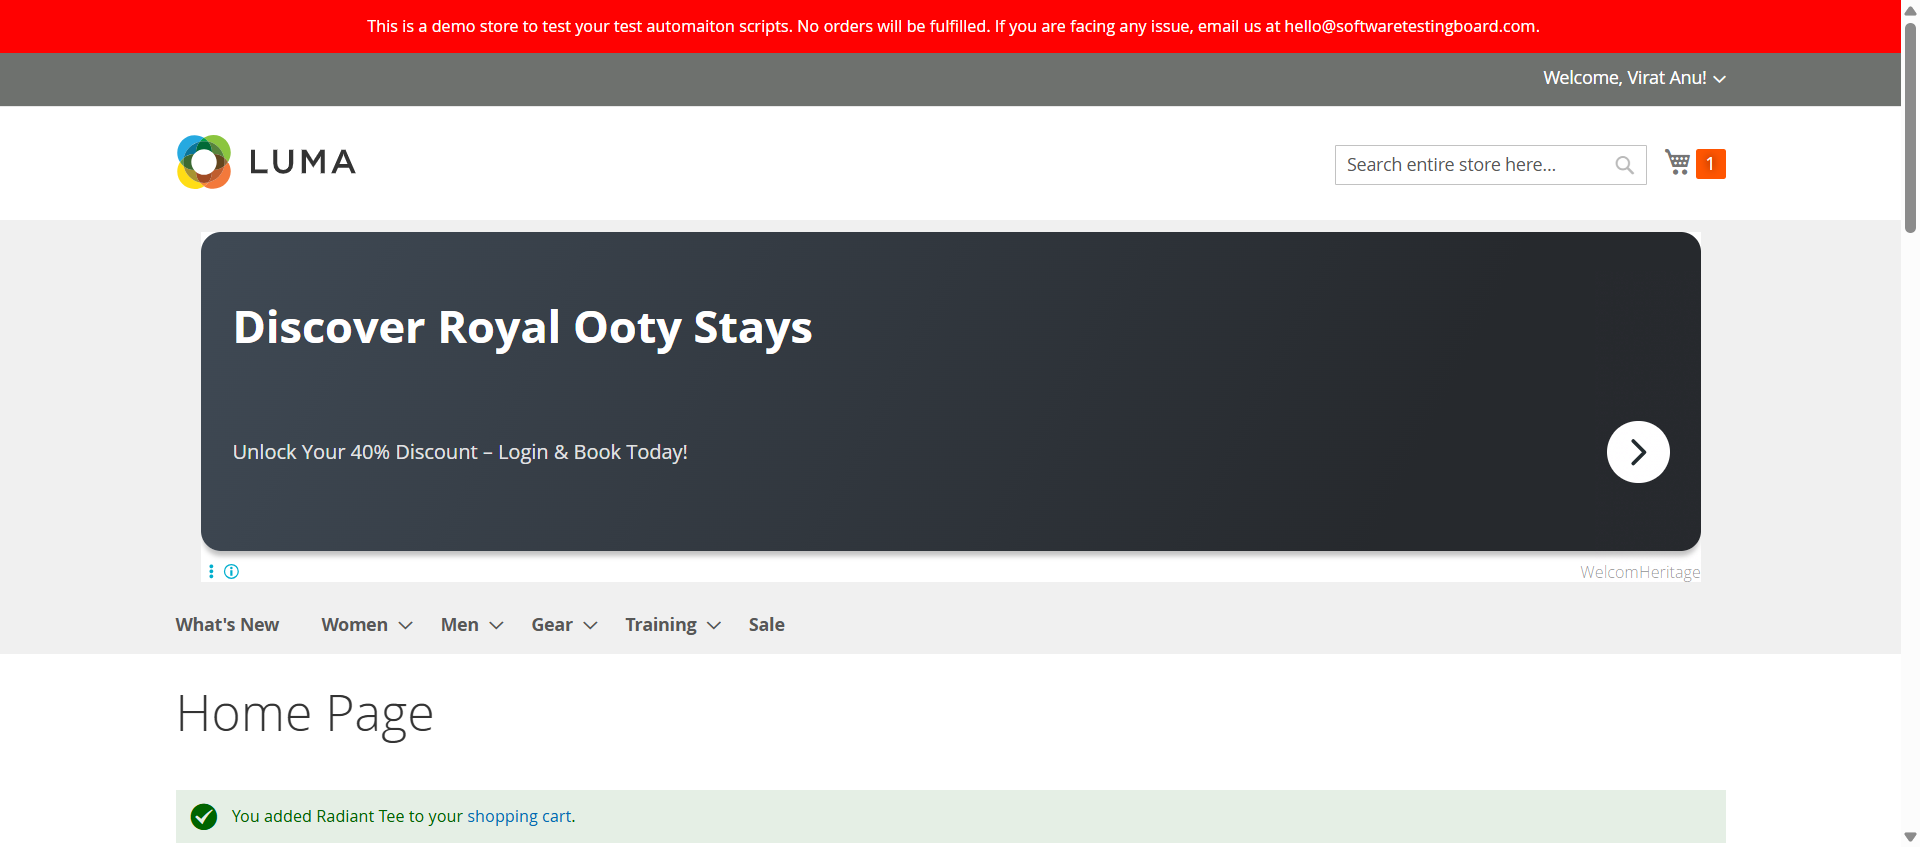 This is a demo store to test your test automaiton scripts. No orders will be fulfilled. If you are facing any issue, email us at hello@softwaretestingboard.com.
Welcome, Virat Anu!
LUMA
Search entire store here...
1
Discover Royal Ooty Stays
Unlock Your 40% Discount – Login & Book Today!
WelcomHeritage
What's New Women Men Gear Training Sale
Home Page
You added Radiant Tee to your shopping cart.